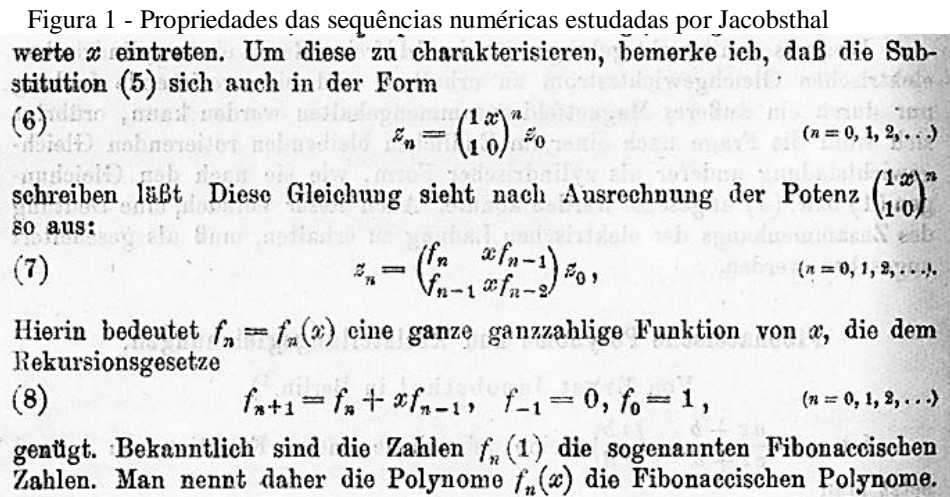 Figura 1 - Propriedades das sequências numéricas estudadas por Jacobsthal
werte x eintreten. Um diese zu charakterisieren, bemerke ich, daß die Sub-
stitution (5) sich auch in der Form
(6) z_n = (1 x; 1 0)^n z_0 (n = 0, 1, 2, . . .)
schreiben läßt Diese Gleichung sieht nach Ausrechnung der Potenz (1 x; 1 0)^n
so aus:
(7) z_n = (f_n xf_{n-1}; f_{n-1} xf_{n-2}) z_0, (n = 0, 1, 2, . . .).
Hierin bedeutet f_n = f_n(x) eine ganze ganzzahlige Funktion von x, die dem
Rekursionsgesetze
(8) f_{n+1} = f_n + xf_{n-1}, f_{-1} = 0, f_0 = 1, (n = 0, 1, 2, . . .)
genügt. Bekanntlich sind die Zahlen f_n(1) die sogenannten Fibonaccischen
Zahlen. Man nennt daher die Polynome f_n(x) die Fibonaccischen Polynome.